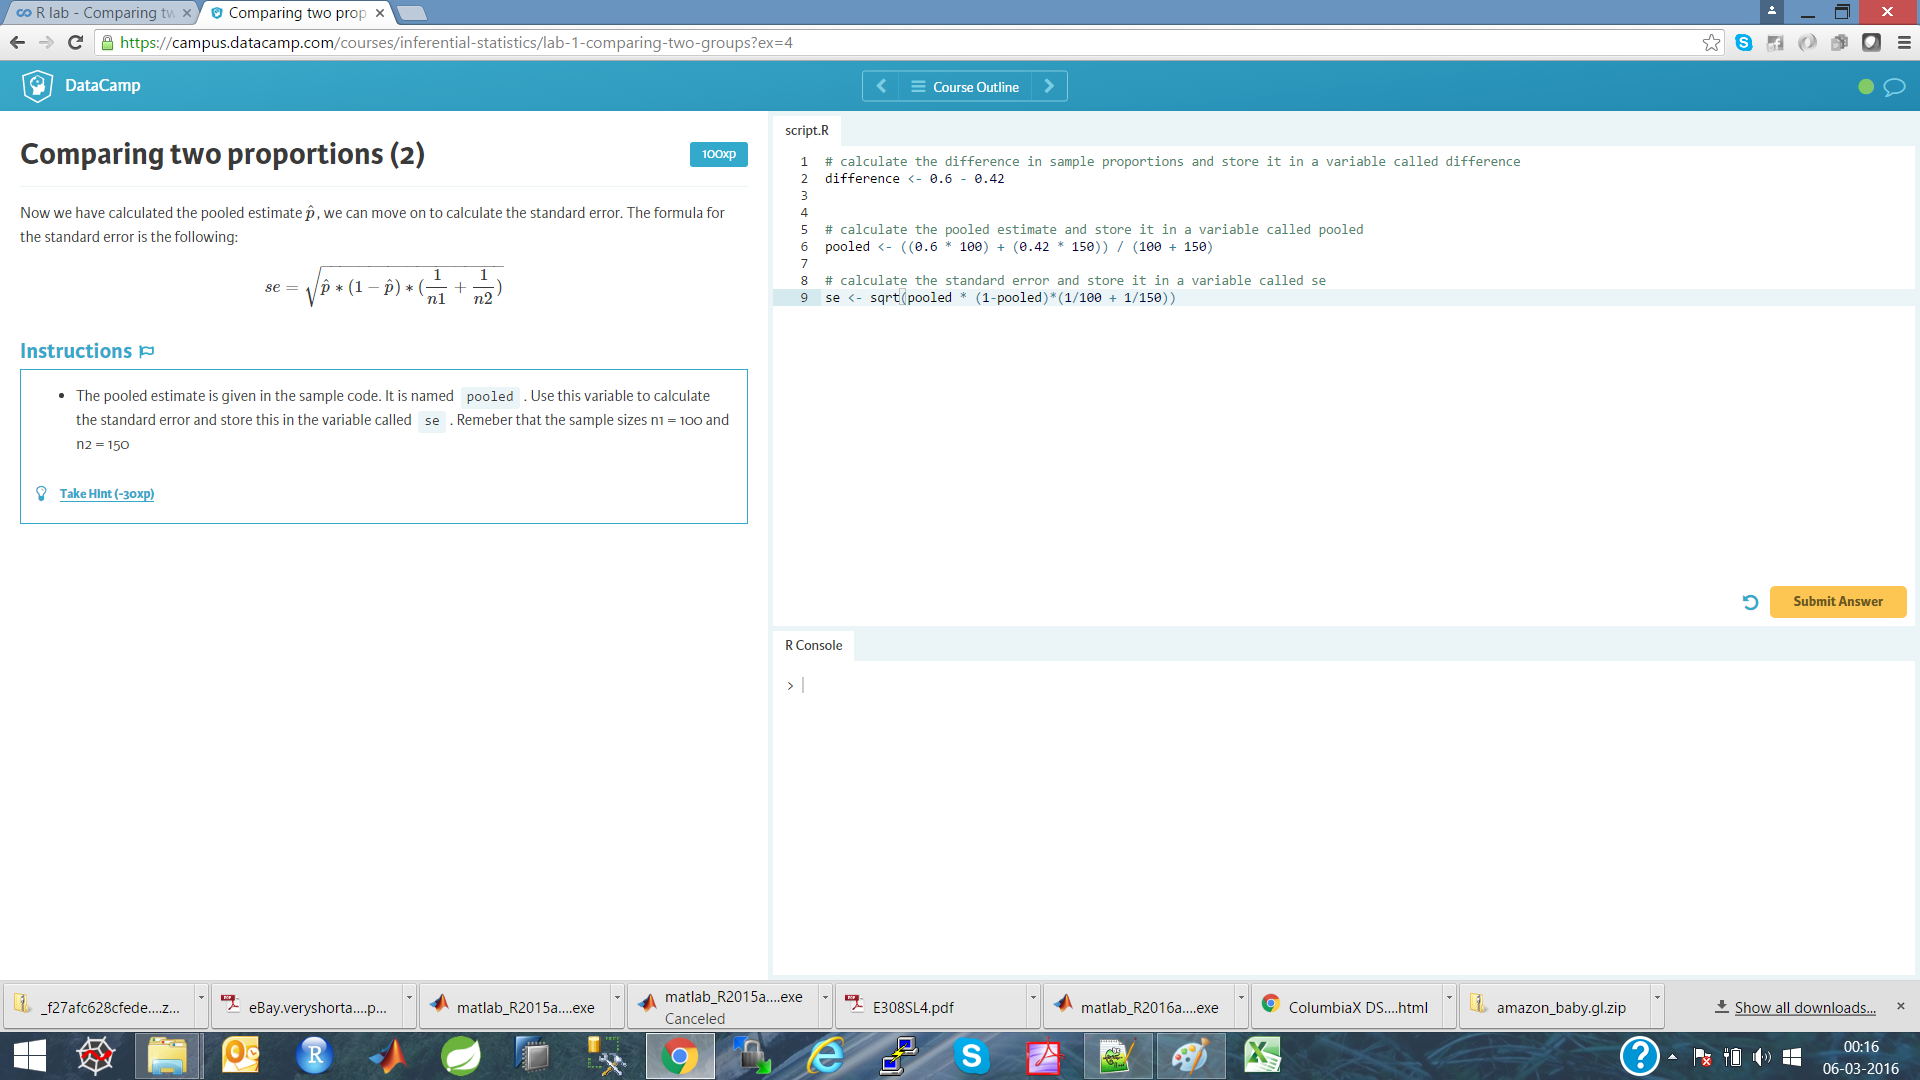 R lab - Comparing tw
Comparing two prop
https://campus.datacamp.com/courses/inferential-statistics/lab-1-comparing-two-groups?ex=4
DataCamp
Course Outline
Comparing two proportions (2)
100xp
Now we have calculated the pooled estimate p̂, we can move on to calculate the standard error. The formula for
the standard error is the following:
se = √p̂ * (1 − p̂) * (1/n1 + 1/n2)
Instructions
• The pooled estimate is given in the sample code. It is named pooled . Use this variable to calculate
the standard error and store this in the variable called se . Remeber that the sample sizes n1 = 100 and
n2 = 150
Take Hint (-30xp)
script.R
1 # calculate the difference in sample proportions and store it in a variable called difference
2 difference <- 0.6 - 0.42
3
4
5 # calculate the pooled estimate and store it in a variable called pooled
6 pooled <- ((0.6 * 100) + (0.42 * 150)) / (100 + 150)
7
8 # calculate the standard error and store it in a variable called se
9 se <- sqrt(pooled * (1-pooled)*(1/100 + 1/150))
Submit Answer
R Console
>
_f27afc628cfede....z...
eBay.veryshorta....p...
matlab_R2015a....exe
matlab_R2015a....exe
Canceled
E308SL4.pdf
matlab_R2016a....exe
ColumbiaX DS....html
amazon_baby.gl.zip
Show all downloads...
00:16
06-03-2016